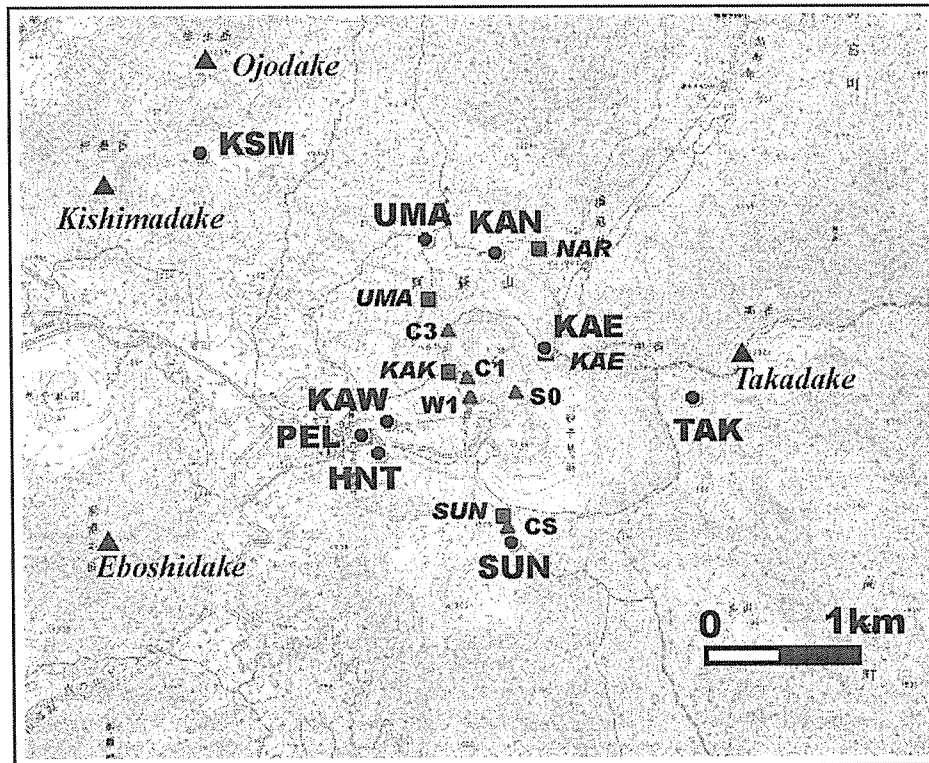 Ojodake
KSM
Kishimadake
UMA
KAN
NAR
UMA
C3
KAE
KAE
KAK
C1
Takadake
W1
S0
KAW
TAK
PEL
HNT
SUN
CS
SUN
Eboshidake
0 1km